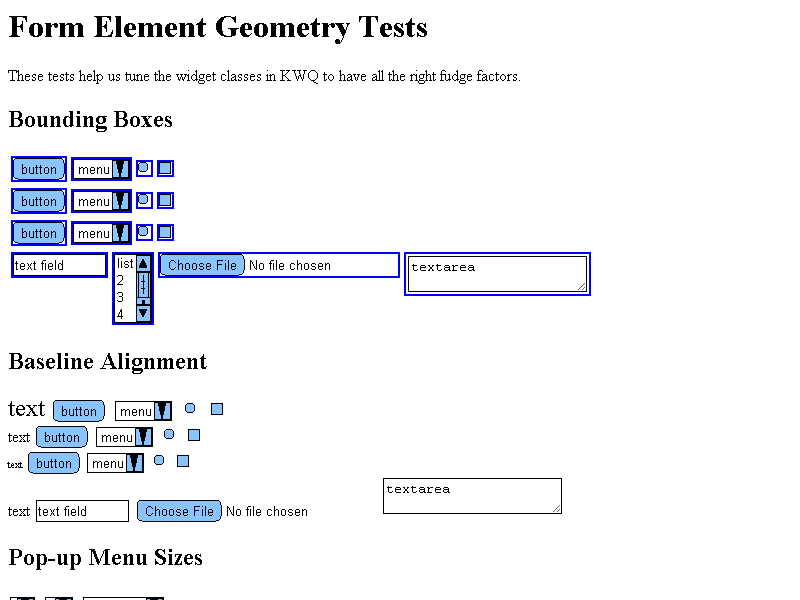 Form Element Geometry Tests
These tests help us tune the widget classes in KWQ to have all the right fudge factors.
Bounding Boxes
button menu
button menu
button menu
text field list Choose File No file chosen textarea
2
3
4
Baseline Alignment
text button menu
text button menu
text button menu
textarea
text text field Choose File No file chosen
Pop-up Menu Sizes